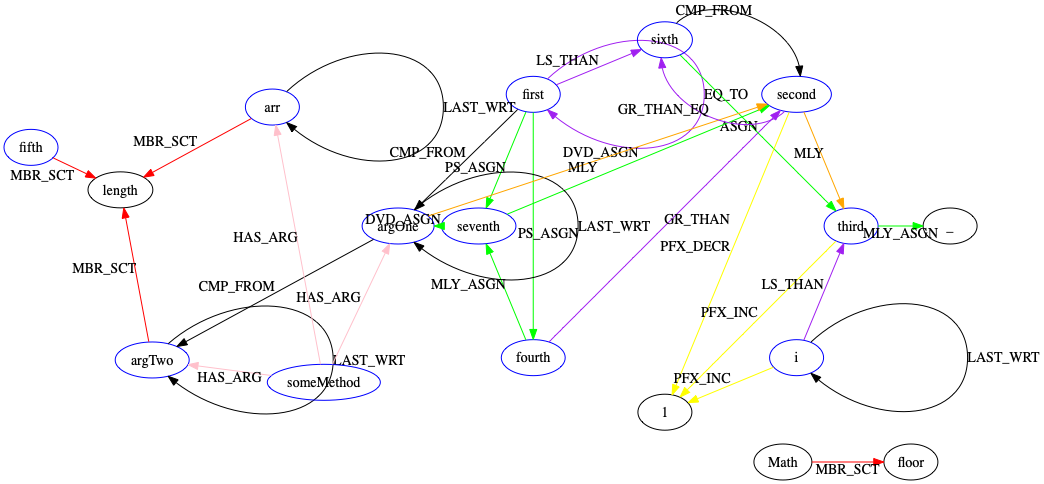 CMP_FROM
sixth
LS_THAN
first
EQ_TO
second
arr
LAST_WRT
GR_THAN_EQ
ASGN
MBR_SCT
fifth
CMP_FROM
DVD_ASGN
MLY
PS_ASGN
MLY
MBR_SCT
length
DVD_ASGN
argOne
seventh
PS_ASGN
LAST_WRT
GR_THAN
third
MLY_ASGN
_
HAS_ARG
PFX_DECR
MBR_SCT
CMP_FROM
HAS_ARG
MLY_ASGN
LS_THAN
PFX_INC
argTwo
LAST_WRT
fourth
i
LAST_WRT
HAS_ARG
someMethod
PFX_INC
1
Math
MBR_SCT
floor